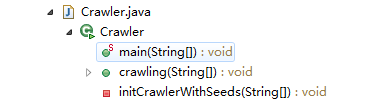 Crawler.java
Crawler
main(String[]) : void
crawling(String[]) : void
initCrawlerWithSeeds(String[]) : void